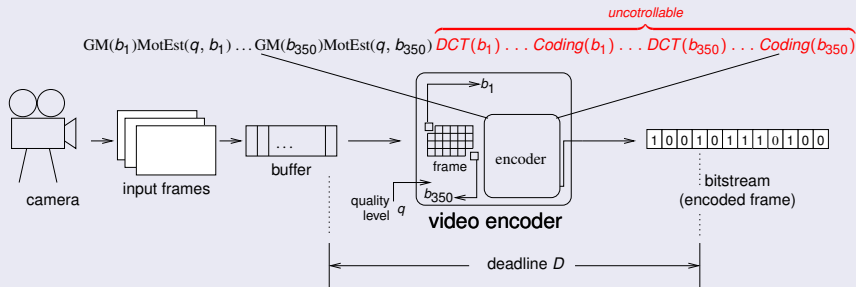 uncotrollable
GM(b₁)MotEst(q, b₁) ... GM(b₃₅₀)MotEst(q, b₃₅₀) DCT(b₁) ... Coding(b₁) ... DCT(b₃₅₀) ... Coding(b₃₅₀)
b₁
...
encoder
1 0 0 1 0 1 1 1 0 1 0 0
frame
buffer
input frames
camera
bitstream
(encoded frame)
quality
level
q
b₃₅₀
video encoder
deadline D